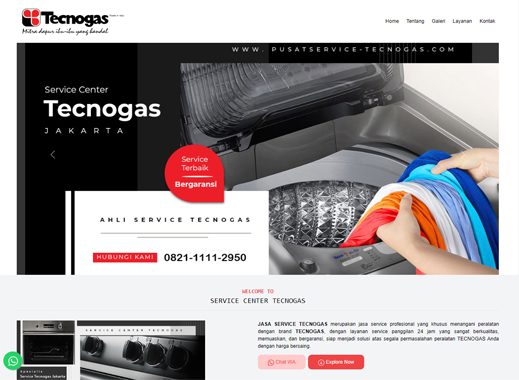 Tecnogas
Mitra dapur ibu-ibu yang handal
Home Tentang Galeri Layanan Kontak
WWW.PUSATSERVICE-TECNOGAS.COM
Service Center
Tecnogas
JAKARTA
Service
Terbaik
Bergaransi
AHLI SERVICE TECNOGAS
HUBUNGI KAMI 0821-1111-2950
WELCOME TO
SERVICE CENTER TECNOGAS
SERVICE CENTER TECNOGAS
Specialis
Service Tecnogas Jakarta
JASA SERVICE TECNOGAS merupakan jasa service profesional yang khusus menangani peralatan
dengan brand TECNOGAS, dengan layanan service panggilan 24 jam yang sangat berkualitas,
memuaskan, dan bergaransi, siap menjadi solusi atas segala permasalahan peralatan TECNOGAS Anda
dengan harga bersaing.
Chat WA Explore Now